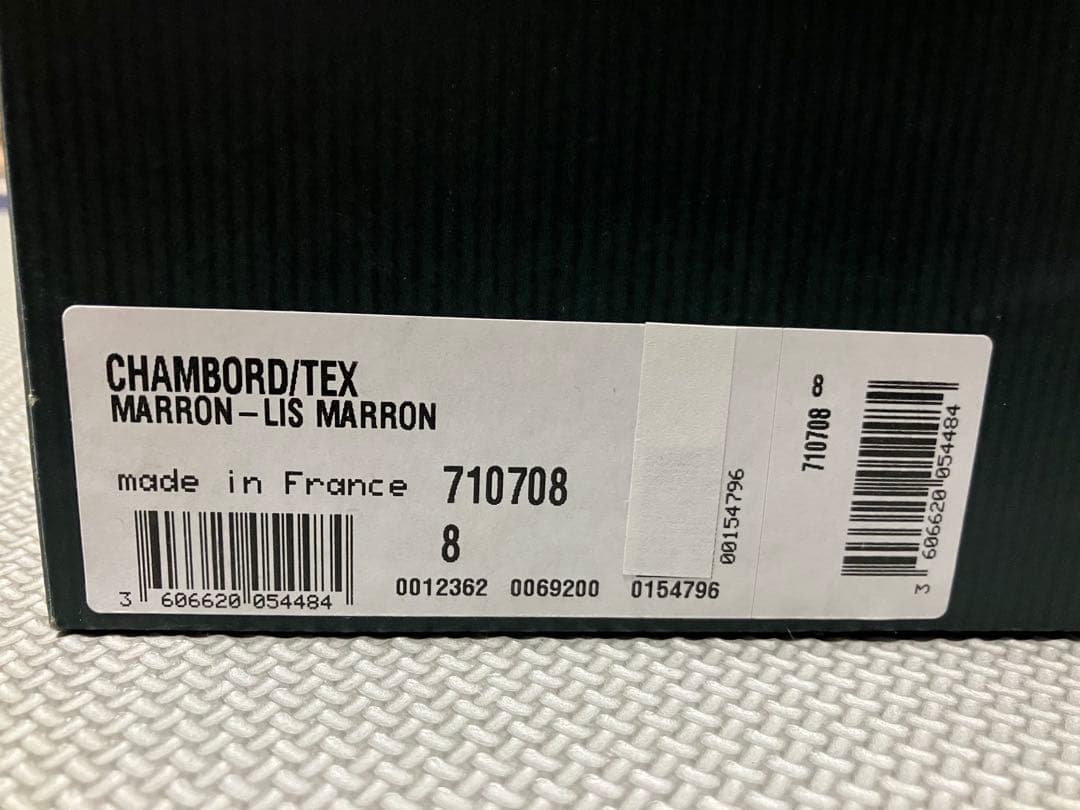 CHAMBORD/TEX
MARRON-LIS MARRON
made in France 710708
8
3 606620 054484
0012362 0069200 0154796
00154796
710708 8
3 606620 054484